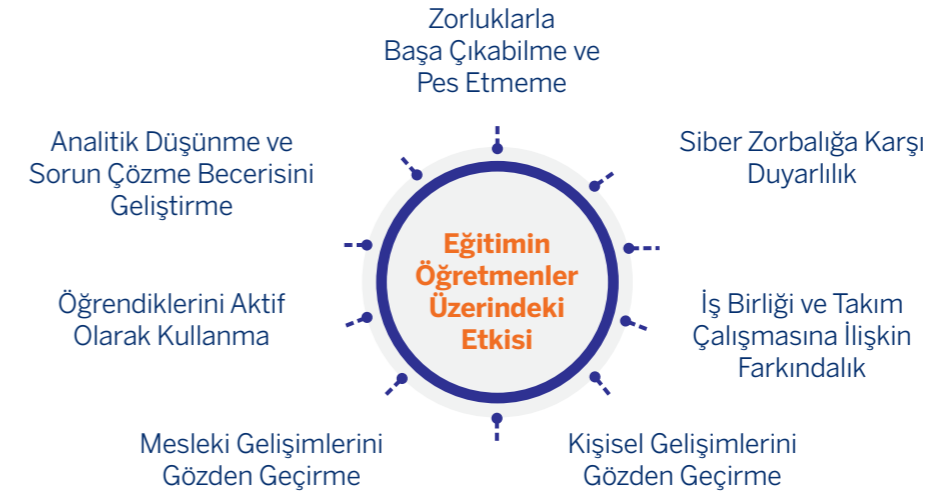 Zorluklarla
Başa Çıkabilme ve
Pes Etmeme
Analitik Düşünme ve
Sorun Çözme Becerisini
Geliştirme
Siber Zorbalığa Karşı
Duyarlılık
Eğitimin
Öğretmenler
Üzerindeki
Etkisi
Öğrendiklerini Aktif
Olarak Kullanma
İş Birliği ve Takım
Çalışmasına İlişkin
Farkındalık
Mesleki Gelişimlerini
Gözden Geçirme
Kişisel Gelişimlerini
Gözden Geçirme